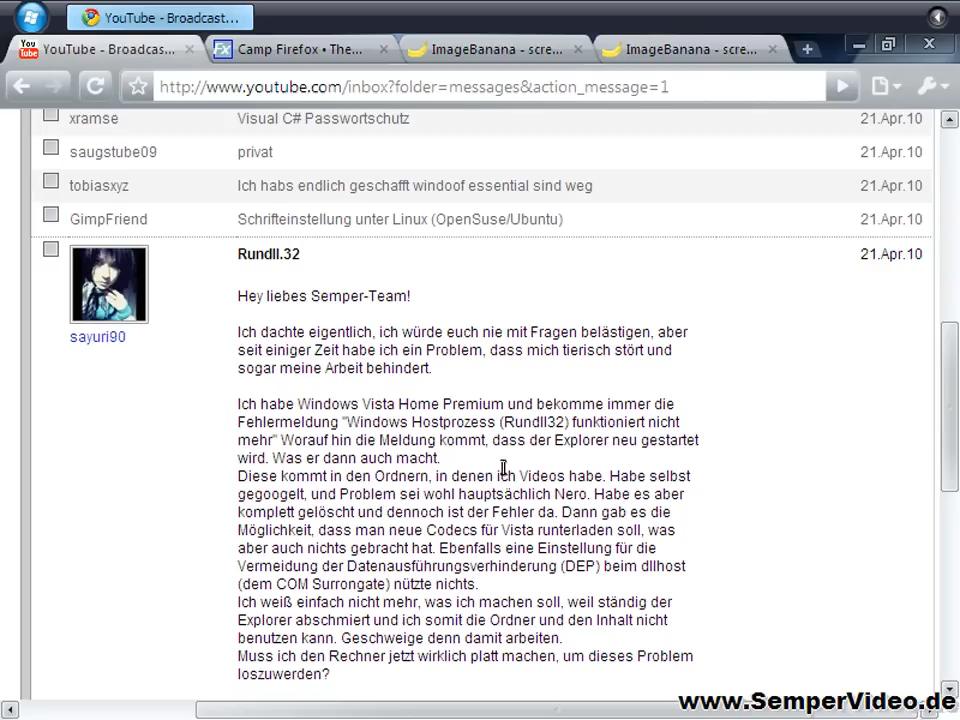 YouTube - Broadcast...
YouTube - Broadcas...
Camp Firefox • The...
ImageBanana - scre...
ImageBanana - scre...
http://www.youtube.com/inbox?folder=messages&action_message=1
xramse Visual C# Passwortschutz 21.Apr.10
saugstube09 privat 21.Apr.10
tobiasxyz Ich habs endlich geschafft windoof essential sind weg 21.Apr.10
GimpFriend Schrifteinstellung unter Linux (OpenSuse/Ubuntu) 21.Apr.10
Rundll.32 21.Apr.10
sayuri90
Hey liebes Semper-Team!
Ich dachte eigentlich, ich würde euch nie mit Fragen belästigen, aber
seit einiger Zeit habe ich ein Problem, dass mich tierisch stört und
sogar meine Arbeit behindert.
Ich habe Windows Vista Home Premium und bekomme immer die
Fehlermeldung "Windows Hostprozess (Rundll32) funktioniert nicht
mehr" Worauf hin die Meldung kommt, dass der Explorer neu gestartet
wird. Was er dann auch macht.
Diese kommt in den Ordnern, in denen ich Videos habe. Habe selbst
gegoogelt, und Problem sei wohl hauptsächlich Nero. Habe es aber
komplett gelöscht und dennoch ist der Fehler da. Dann gab es die
Möglichkeit, dass man neue Codecs für Vista runterladen soll, was
aber auch nichts gebracht hat. Ebenfalls eine Einstellung für die
Vermeidung der Datenausführungsverhinderung (DEP) beim dllhost
(dem COM Surrongate) nützte nichts.
Ich weiß einfach nicht mehr, was ich machen soll, weil ständig der
Explorer abschmiert und ich somit die Ordner und den Inhalt nicht
benutzen kann. Geschweige denn damit arbeiten.
Muss ich den Rechner jetzt wirklich platt machen, um dieses Problem
loszuwerden?
www.SemperVideo.de